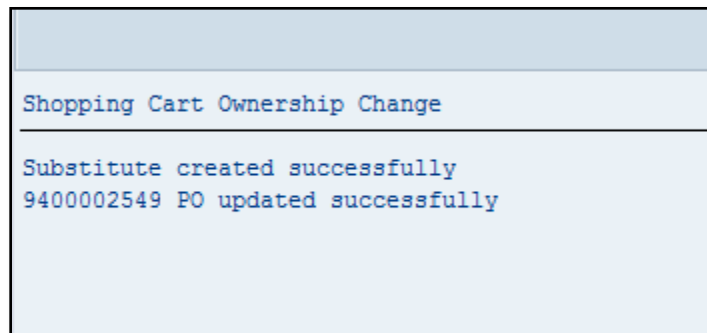 Shopping Cart Ownership Change
Substitute created successfully
9400002549 PO updated successfully